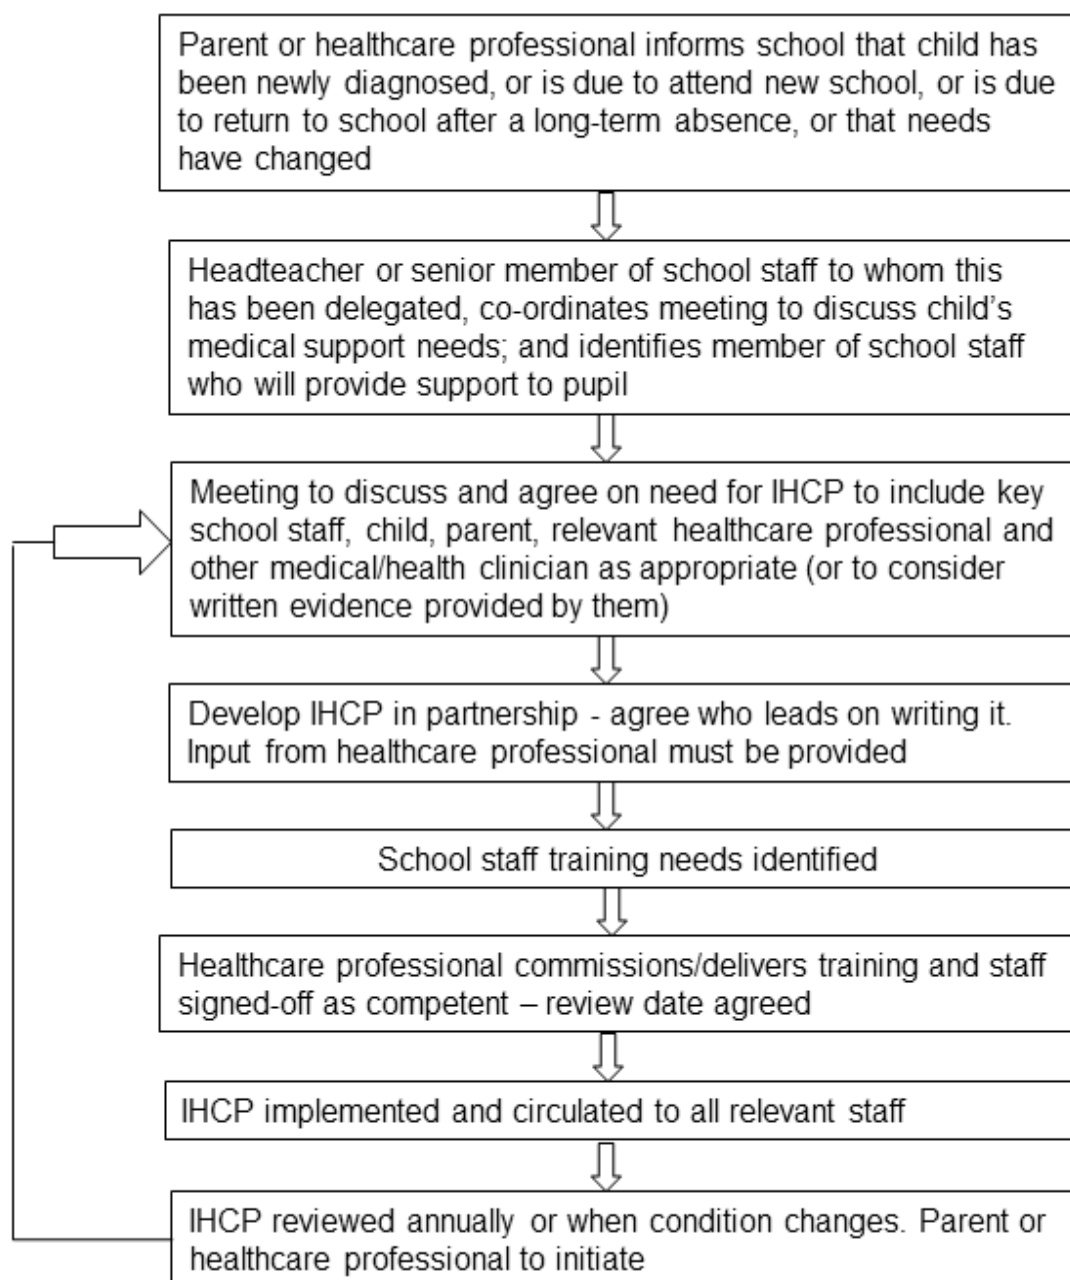 Parent or healthcare professional informs school that child has
been newly diagnosed, or is due to attend new school, or is due
to return to school after a long-term absence, or that needs
have changed
Headteacher or senior member of school staff to whom this
has been delegated, co-ordinates meeting to discuss child's
medical support needs; and identifies member of school staff
who will provide support to pupil
Meeting to discuss and agree on need for IHCP to include key
school staff, child, parent, relevant healthcare professional and
other medical/health clinician as appropriate (or to consider
written evidence provided by them)
Develop IHCP in partnership - agree who leads on writing it.
Input from healthcare professional must be provided
School staff training needs identified
Healthcare professional commissions/delivers training and staff
signed-off as competent – review date agreed
IHCP implemented and circulated to all relevant staff
IHCP reviewed annually or when condition changes. Parent or
healthcare professional to initiate